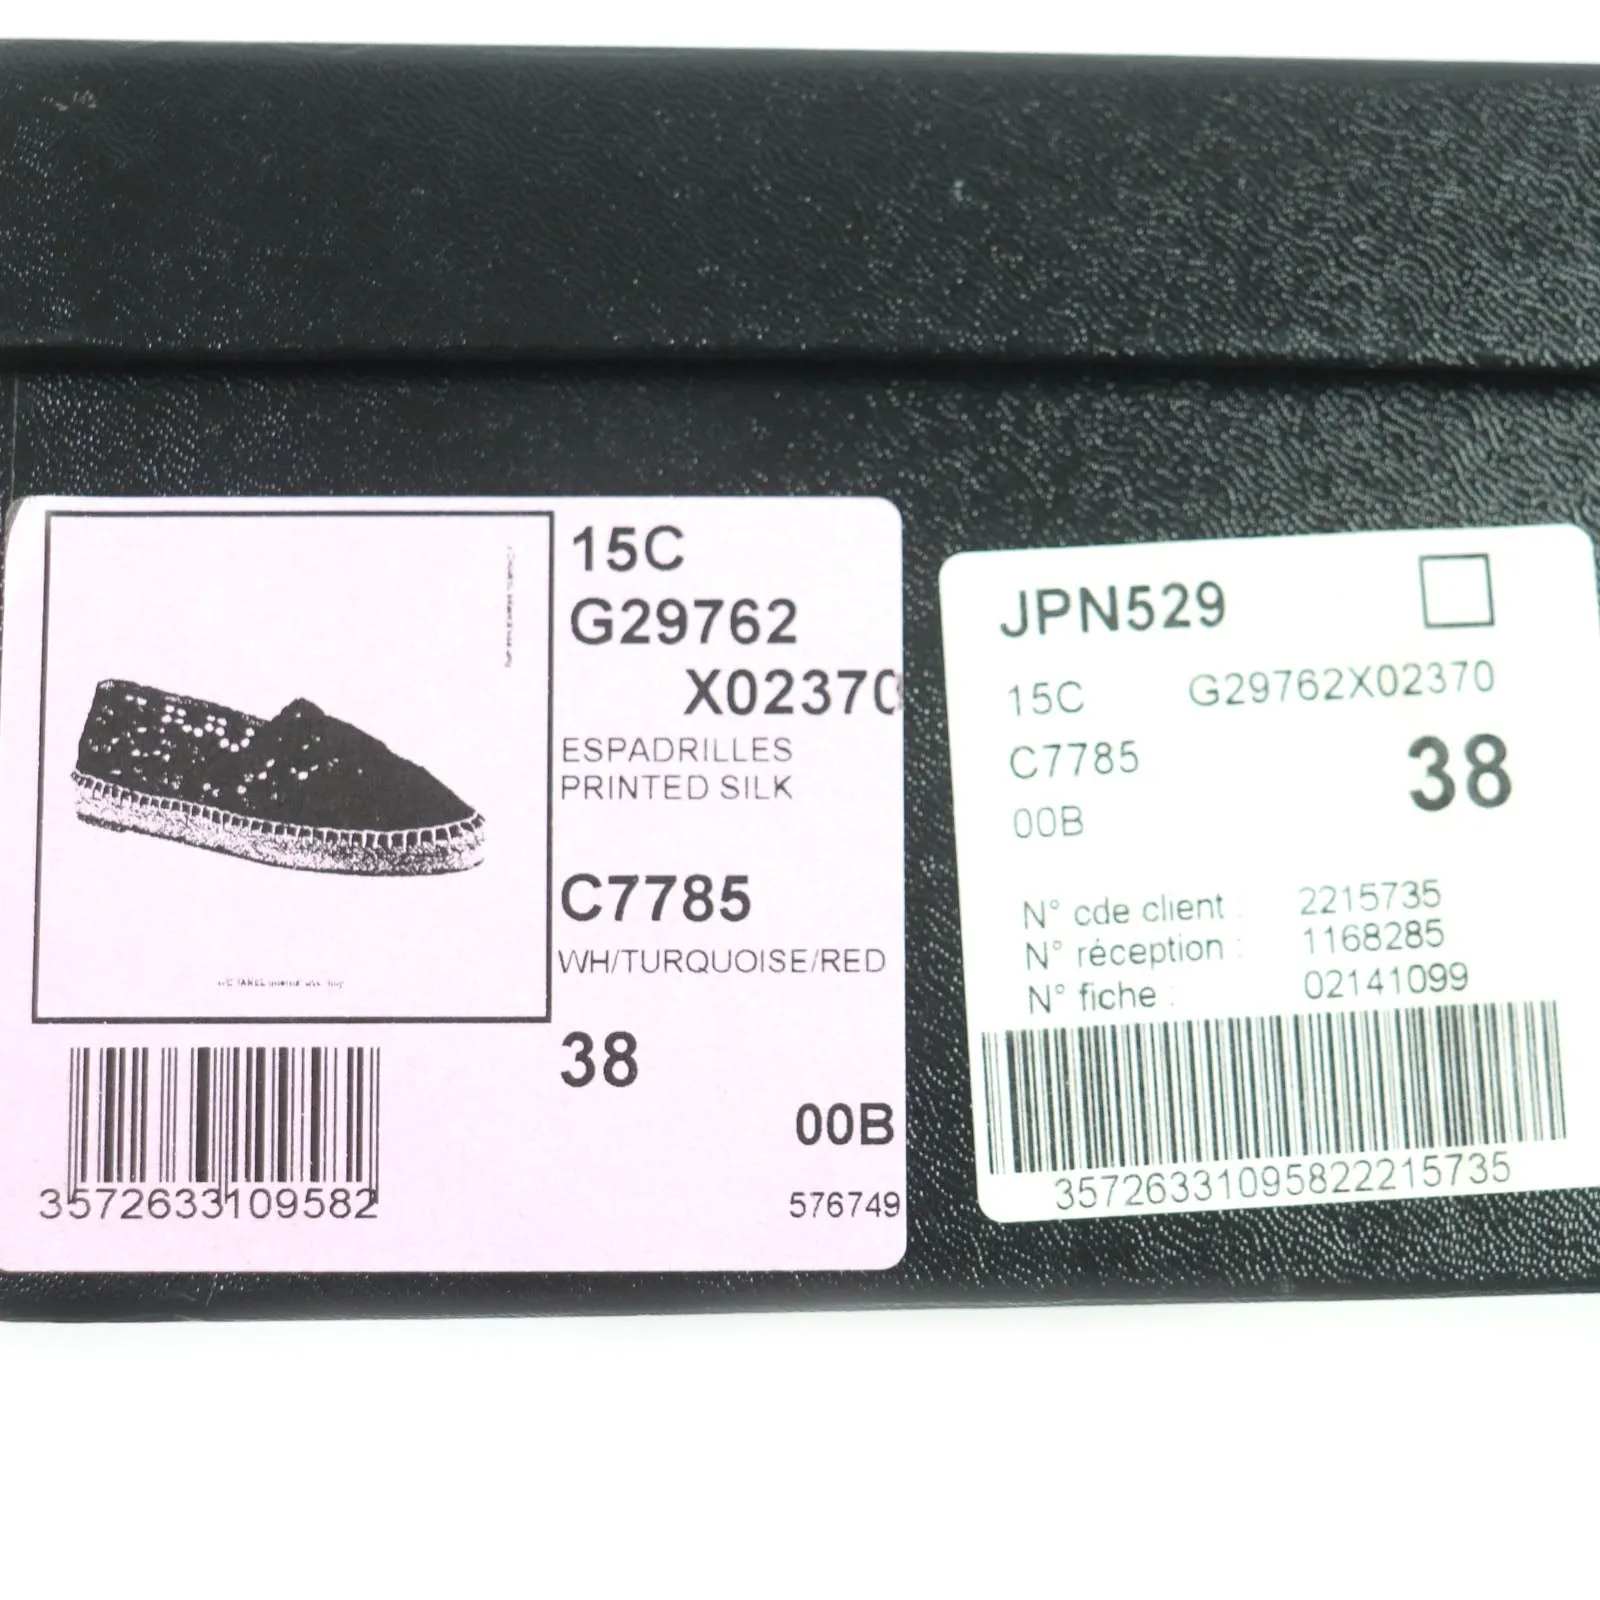 15C
G29762
X02370
ESPADRILLES
PRINTED SILK
C7785
WH/TURQUOISE/RED
38
00B
3572633109582
576749
JPN529
15C G29762X02370
C7785
38
00B
N° cde client : 2215735
N° réception : 1168285
N° fiche : 02141099
35726331095822215735